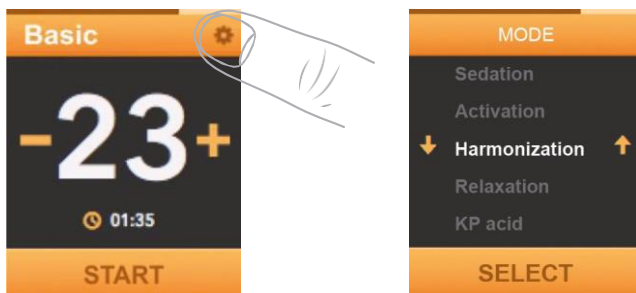 Basic
-23+
01:35
START
MODE
Sedation
Activation
Harmonization
Relaxation
KP acid
SELECT